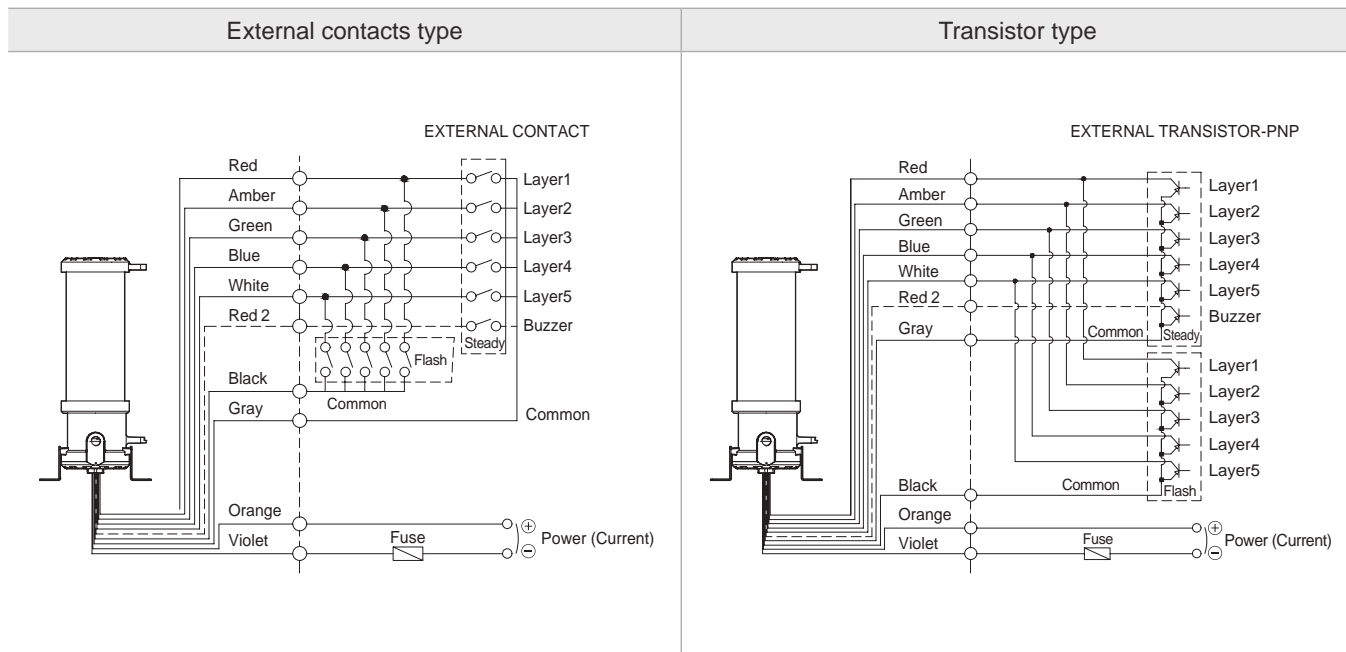 External contacts type
EXTERNAL CONTACT
Red
Layer1
Amber
Layer2
Green
Layer3
Blue
Layer4
White
Layer5
Red 2
Buzzer
Steady
Flash
Black
Common
Gray
Common
Orange
Violet
Fuse
+
Power (Current)
−
Transistor type
EXTERNAL TRANSISTOR-PNP
Red
Layer1
Amber
Layer2
Green
Layer3
Blue
Layer4
White
Layer5
Red 2
Buzzer
Gray
Common
Steady
Layer1
Layer2
Layer3
Layer4
Layer5
Black
Common
Flash
Orange
Violet
Fuse
+
Power (Current)
−